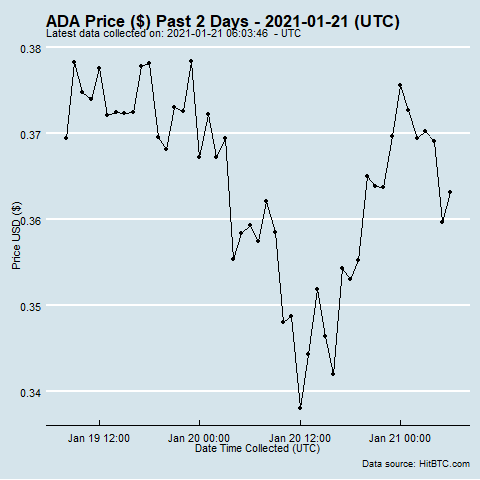 ADA Price ($) Past 2 Days - 2021-01-21 (UTC)
Latest data collected on: 2021-01-21 06:03:46  - UTC
0.38
0.37
0.36
0.35
0.34
Price USD ($)
Jan 19 12:00
Jan 20 00:00
Jan 20 12:00
Jan 21 00:00
Date Time Collected (UTC)
Data source: HitBTC.com